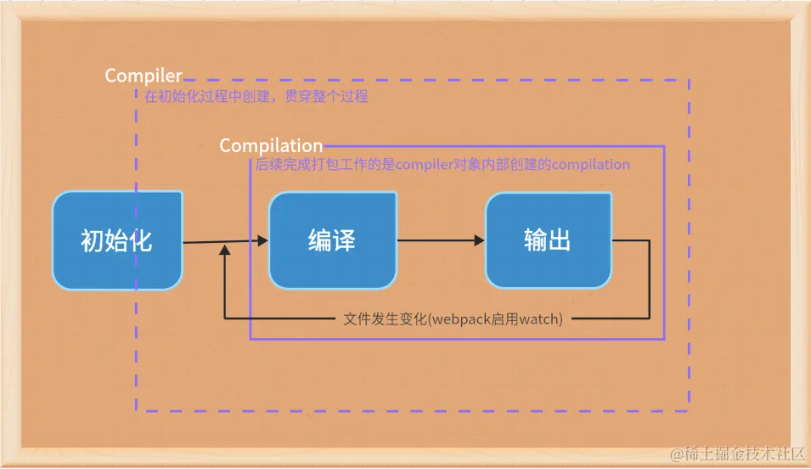 Compiler
在初始化过程中创建，贯穿整个过程
Compilation
后续完成打包工作的是compiler对象内部创建的compilation
初始化
编译
输出
文件发生变化(webpack启用watch)
@稀土掘金技术社区